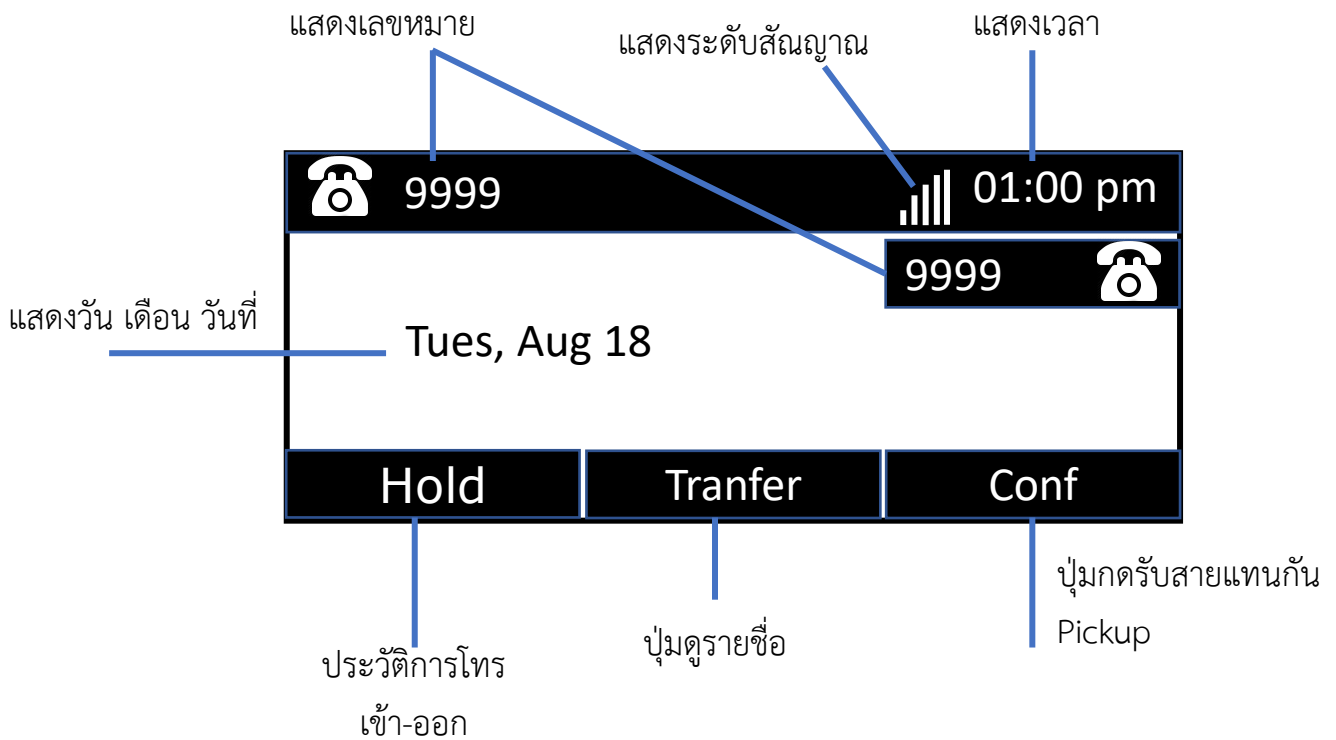 แสดงเลขหมาย
แสดงระดับสัณญาณ
แสดงเวลา
9999
01:00 pm
9999
แสดงวัน เดือน วันที่
Tues, Aug 18
Hold
Tranfer
Conf
ปุ่มกดรับสายแทนกัน
Pickup
ปุ่มดูรายชื่อ
ประวัติการโทร
เข้า-ออก